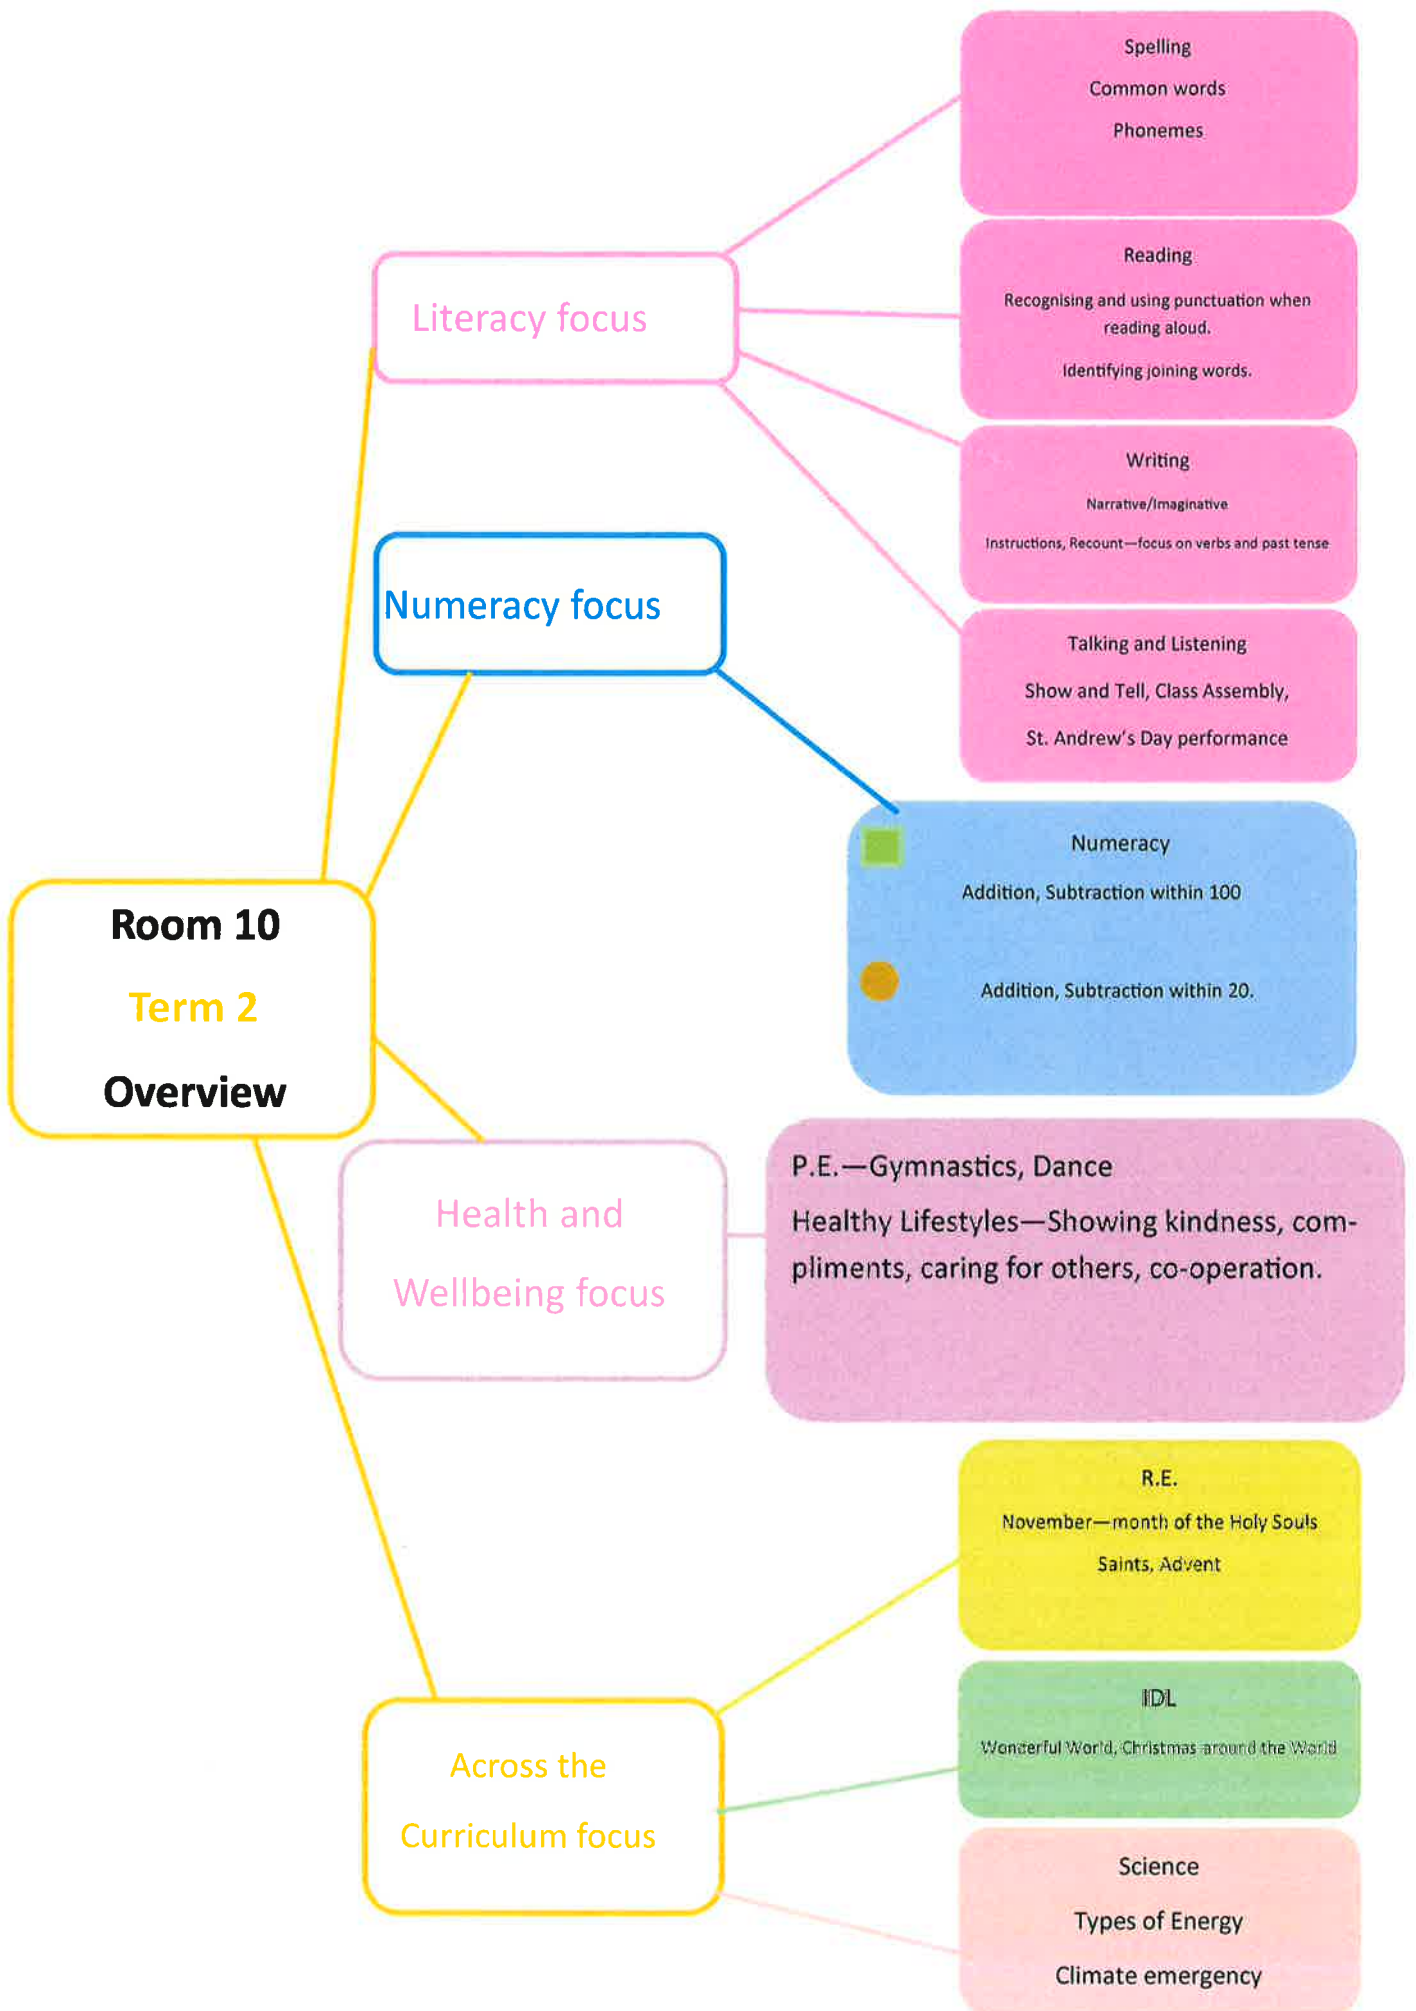 Room 10
Term 2
Overview
Literacy focus
Spelling
Common words
Phonemes
Reading
Recognising and using punctuation when
reading aloud.
Identifying joining words.
Writing
Narrative/Imaginative
Instructions, Recount—focus on verbs and past tense
Talking and Listening
Show and Tell, Class Assembly,
St. Andrew's Day performance
Numeracy focus
Numeracy
Addition, Subtraction within 100
Addition, Subtraction within 20.
Health and
Wellbeing focus
P.E.—Gymnastics, Dance
Healthy Lifestyles—Showing kindness, com-
pliments, caring for others, co-operation.
Across the
Curriculum focus
R.E.
November—month of the Holy Souls
Saints, Advent
IDL
Wonderful World, Christmas around the World
Science
Types of Energy
Climate emergency